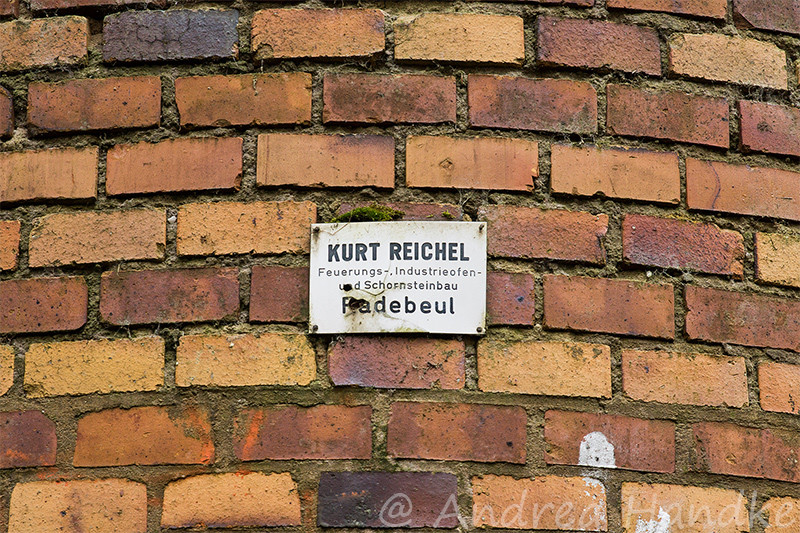 KURT REICHEL
Feuerungs-, Industrieofen-
und Schornsteinbau
Radebeul
@ Andrea Handke